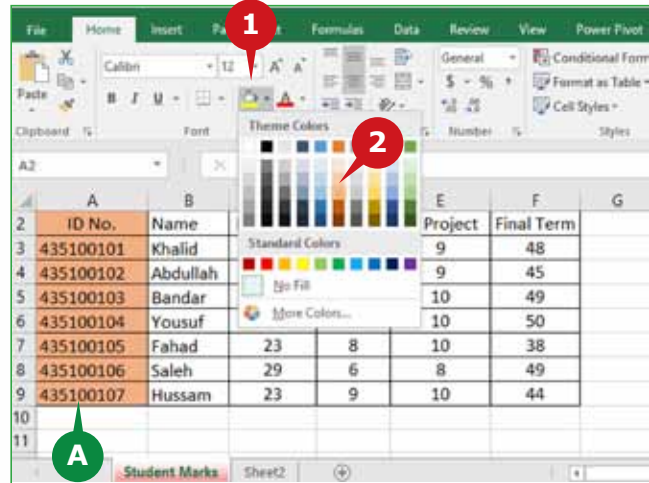 File Home Insert Pa 1 t Formulas Data Review View Power Pivot
Calibri 12 A A General Conditional Form
Paste B I U A $ - % , Format as Table
Cell Styles
Clipboard Font Number Styles
Theme Colors
2
A2
A B E F G
2 ID No. Name Project Final Term
3 435100101 Khalid 9 48
Standard Colors
4 435100102 Abdullah 9 45
No Fill
5 435100103 Bandar 10 49
More Colors...
6 435100104 Yousuf 10 50
7 435100105 Fahad 23 8 10 38
8 435100106 Saleh 29 6 8 49
9 435100107 Hussam 23 9 10 44
10
11
A
Student Marks Sheet2